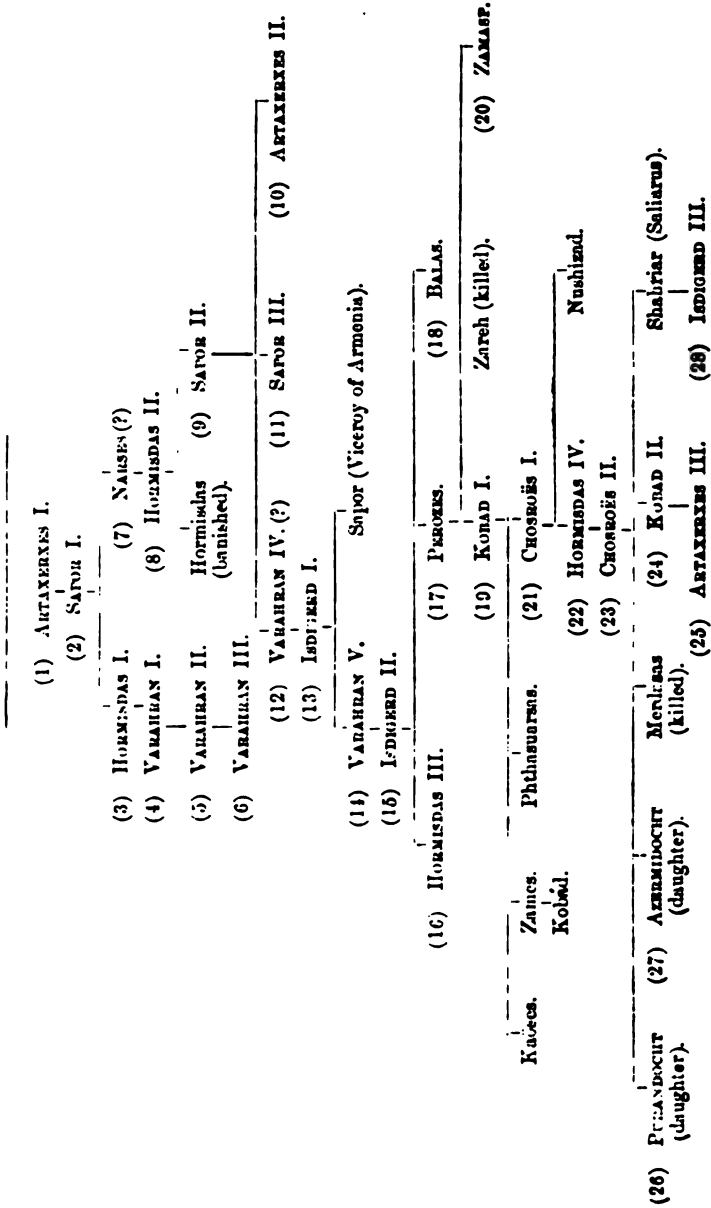 (1) ARTAXERXES I.
(2) SAPOR I.
(3) HORMISDAS I.
(7) NARSES (?)
(4) VARAHRAN I.
(8) HORMISDAS II.
(5) VARAHRAN II.
Hormisdas
(banished).
(9) SAPOR II.
(6) VARAHRAN III.
(12) VARAHRAN IV. (?)
(11) SAPOR III.
(10) ARTAXERXES II.
(13) ISDIGERD I.
(14) VARAHRAN V.
Sapor (Viceroy of Armenia).
(15) ISDIGERD II.
(16) HORMISDAS III.
(17) PEROZES.
(18) BALAS.
(19) KOBAD I.
Zareh (killed).
(20) ZAMASP.
Kaoses.
Zames.
Phthasuarsas.
(21) CHOSROËS I.
Kobád.
(22) HORMISDAS IV.
Nushizad.
(23) CHOSROËS II.
(26) PURANDOCHT
(daughter).
(27) AZERMIDOCHT
(daughter).
Merdasas
(killed).
(24) KOBAD II.
Shahriar (Saliarus).
(25) ARTAXERXES III.
(28) ISDIGERD III.